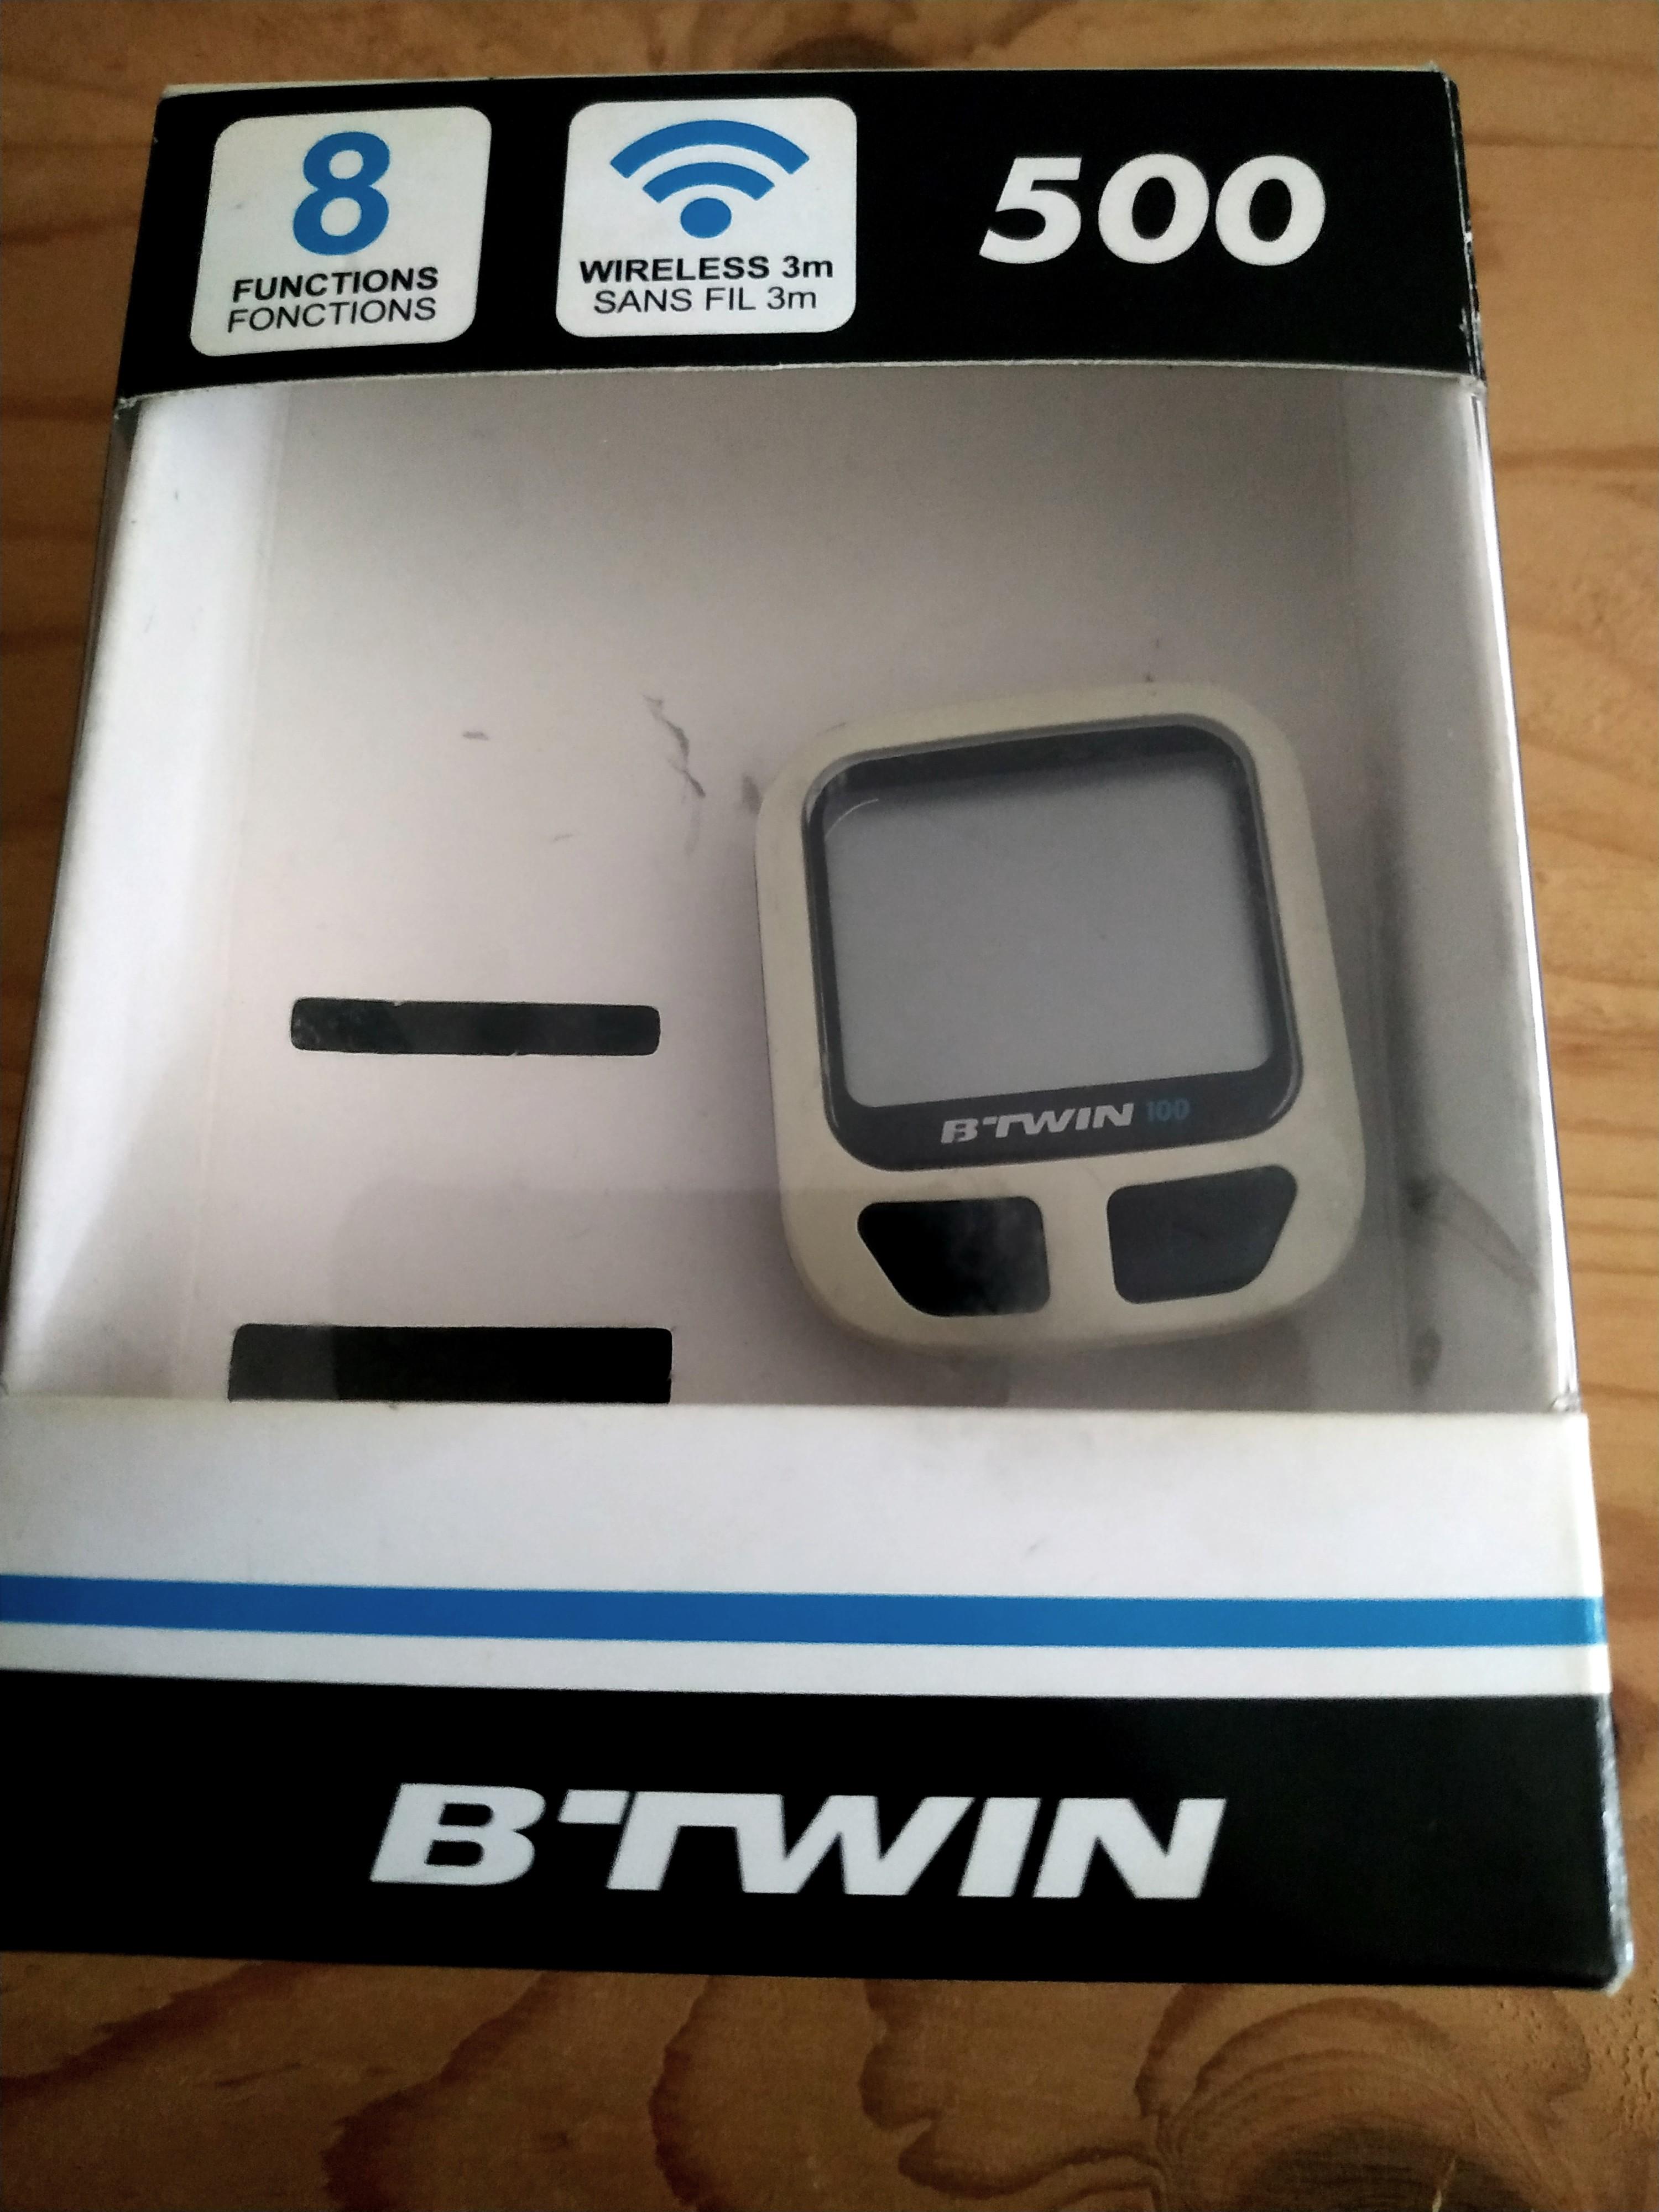 8
FUNCTIONS
FONCTIONS
WIRELESS 3m
SANS FIL 3m
500
B'TWIN 100
B'TWIN